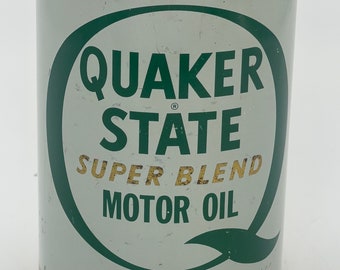 QUAKER
®
STATE
SUPER BLEND
MOTOR OIL